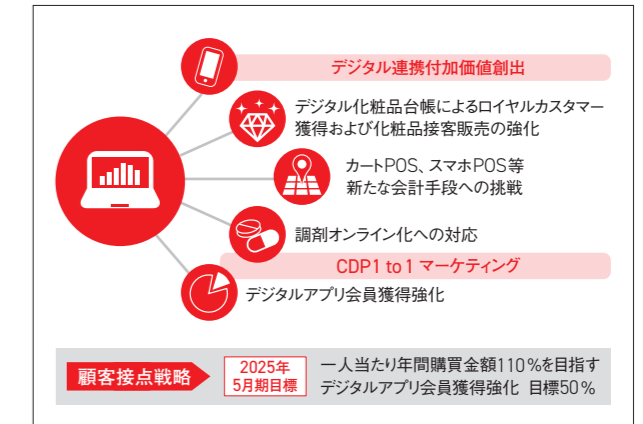 デジタル連携付加価値創出
デジタル化粧品台帳によるロイヤルカスタマー
獲得および化粧品接客販売の強化
カートPOS、スマホPOS等
新たな会計手段への挑戦
調剤オンライン化への対応
CDP1 to 1 マーケティング
デジタルアプリ会員獲得強化
顧客接点戦略
2025年
5月期目標
一人当たり年間購買金額110%を目指す
デジタルアプリ会員獲得強化 目標50%